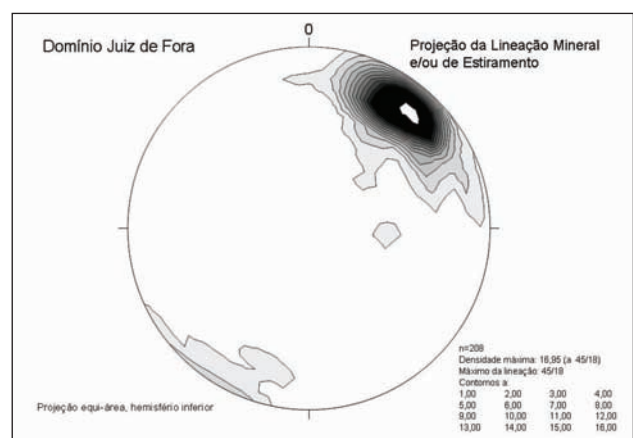 Domínio Juiz de Fora
0
Projeção da Lineação Mineral
e/ou de Estiramento
n=208
Densidade máxima: 16,95 (a 45/18)
Máximo da lineação: 45/18
Contornos a:
1,00 2,00 3,00 4,00
5,00 6,00 7,00 8,00
9,00 10,00 11,00 12,00
13,00 14,00 15,00 16,00
Projeção equi-área, hemisfério inferior